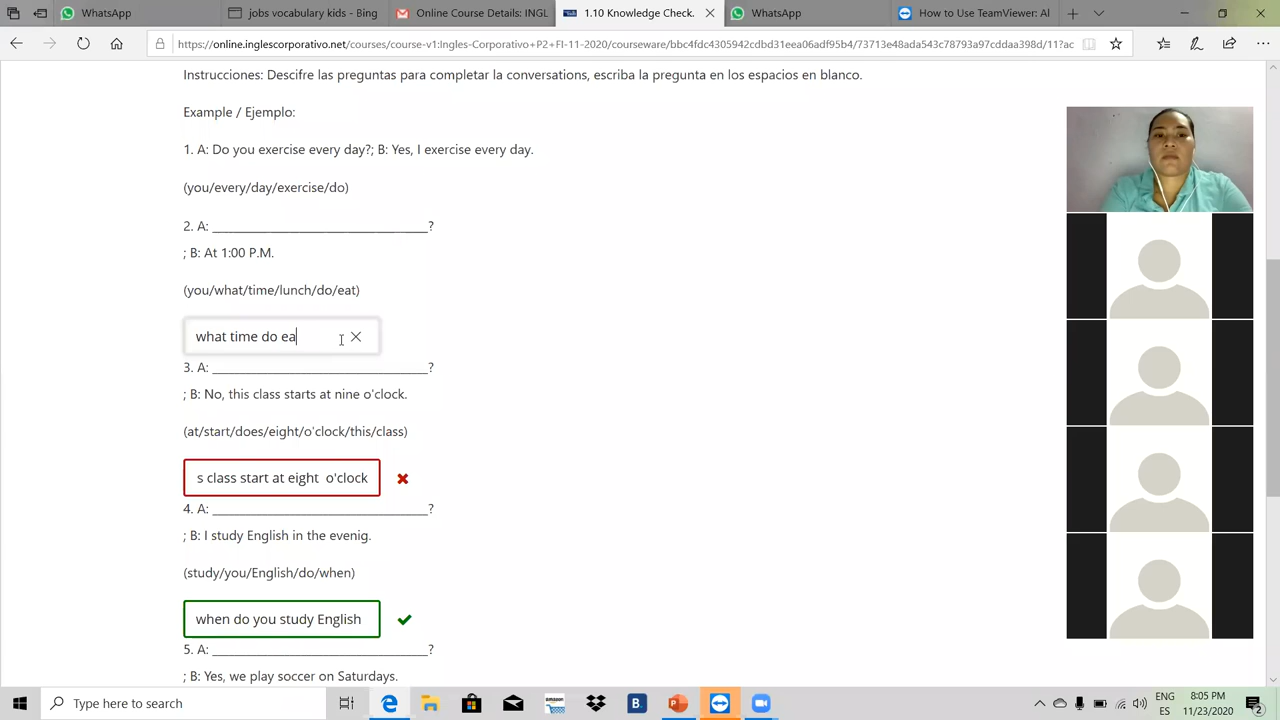 WhatsApp
jobs vocabulary kids - Bing
Online Course Details: INGL
1.10 Knowledge Check.
WhatsApp
How to Use TeamViewer: Al
https://online.inglescorporativo.net/courses/course-v1:Ingles-Corporativo+P2+FI-11-2020/courseware/bbc4fdc4305942cdbd31eea06adf95b4/73713e48ada543c78793a97cddaa398d/11?ac
Instrucciones: Descifre las preguntas para completar la conversations, escriba la pregunta en los espacios en blanco.
Example / Ejemplo:
1. A: Do you exercise every day?; B: Yes, I exercise every day.
(you/every/day/exercise/do)
2. A: ______________________________?
; B: At 1:00 P.M.
(you/what/time/lunch/do/eat)
what time do ea
3. A: ______________________________?
; B: No, this class starts at nine o'clock.
(at/start/does/eight/o'clock/this/class)
s class start at eight  o'clock
4. A: ______________________________?
; B: I study English in the evenig.
(study/you/English/do/when)
when do you study English
5. A: ______________________________?
; B: Yes, we play soccer on Saturdays.
Type here to search
amazon
B.
ENG
ES
8:05 PM
11/23/2020
2